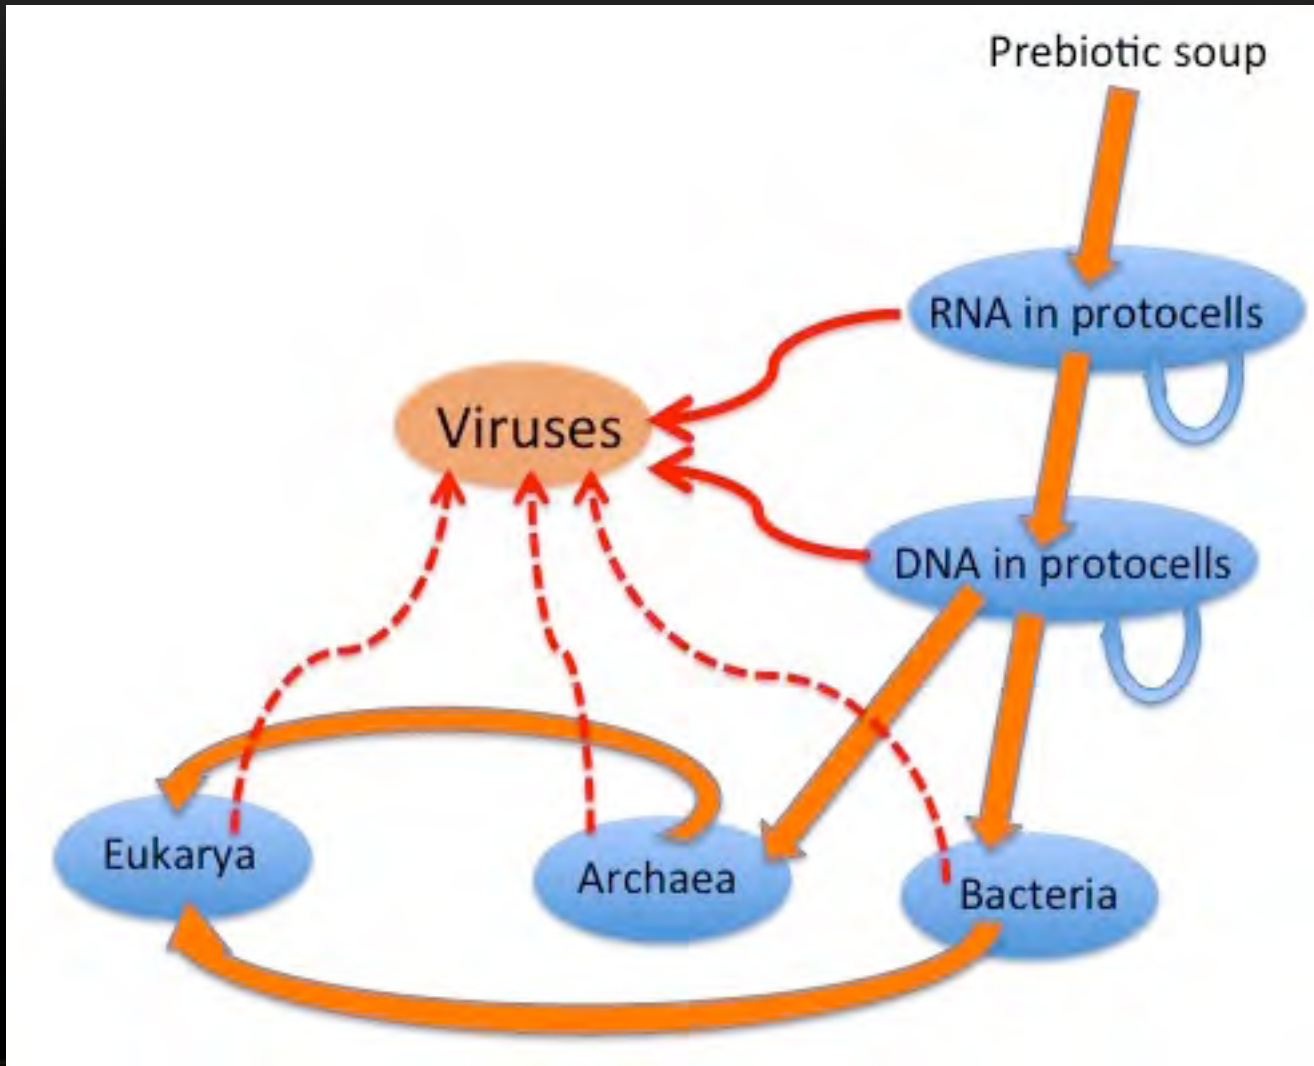 Prebiotic soup
RNA in protocells
Viruses
DNA in protocells
Eukarya
Archaea
Bacteria